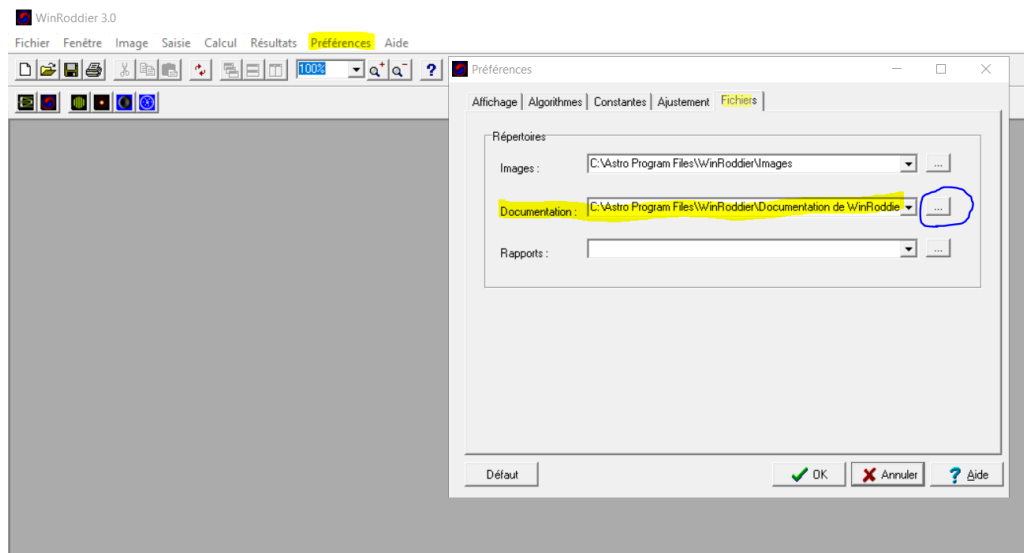 WinRoddier 3.0
Fichier Fenêtre Image Saisie Calcul Résultats Préférences Aide
100%
Préférences
Affichage Algorithmes Constantes Ajustement Fichiers
Répertoires
Images : C:\Astro Program Files\WinRoddier\Images ...
Documentation : C:\Astro Program Files\WinRoddier\Documentation de WinRoddie ...
Rapports : ...
Défaut OK Annuler Aide